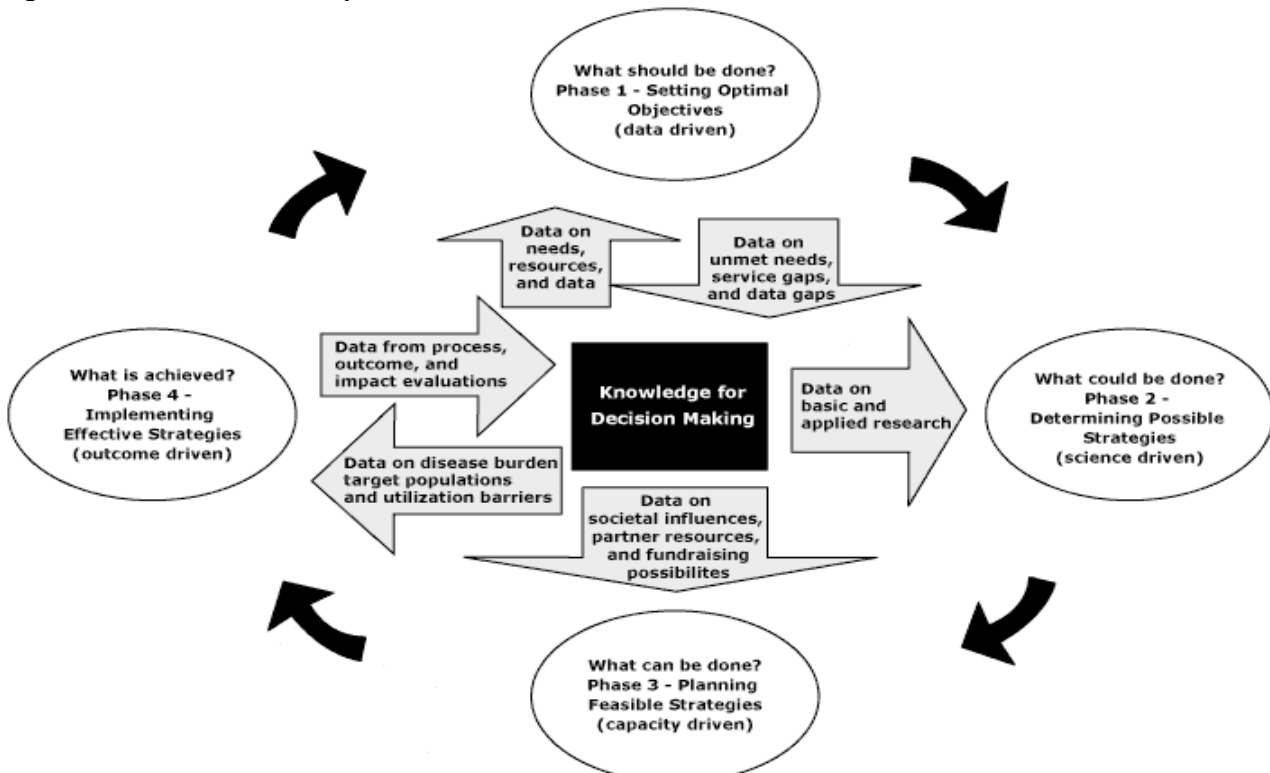 What should be done?
Phase 1 - Setting Optimal
Objectives
(data driven)
Data on
needs,
resources,
and data
Data on
unmet needs,
service gaps,
and data gaps
Data from process,
outcome, and
impact evaluations
What is achieved?
Phase 4 -
Implementing
Effective Strategies
(outcome driven)
Knowledge for
Decision Making
Data on
basic and
applied research
What could be done?
Phase 2 -
Determining Possible
Strategies
(science driven)
Data on disease burden
target populations
and utilization barriers
Data on
societal influences,
partner resources,
and fundraising
possibilites
What can be done?
Phase 3 - Planning
Feasible Strategies
(capacity driven)